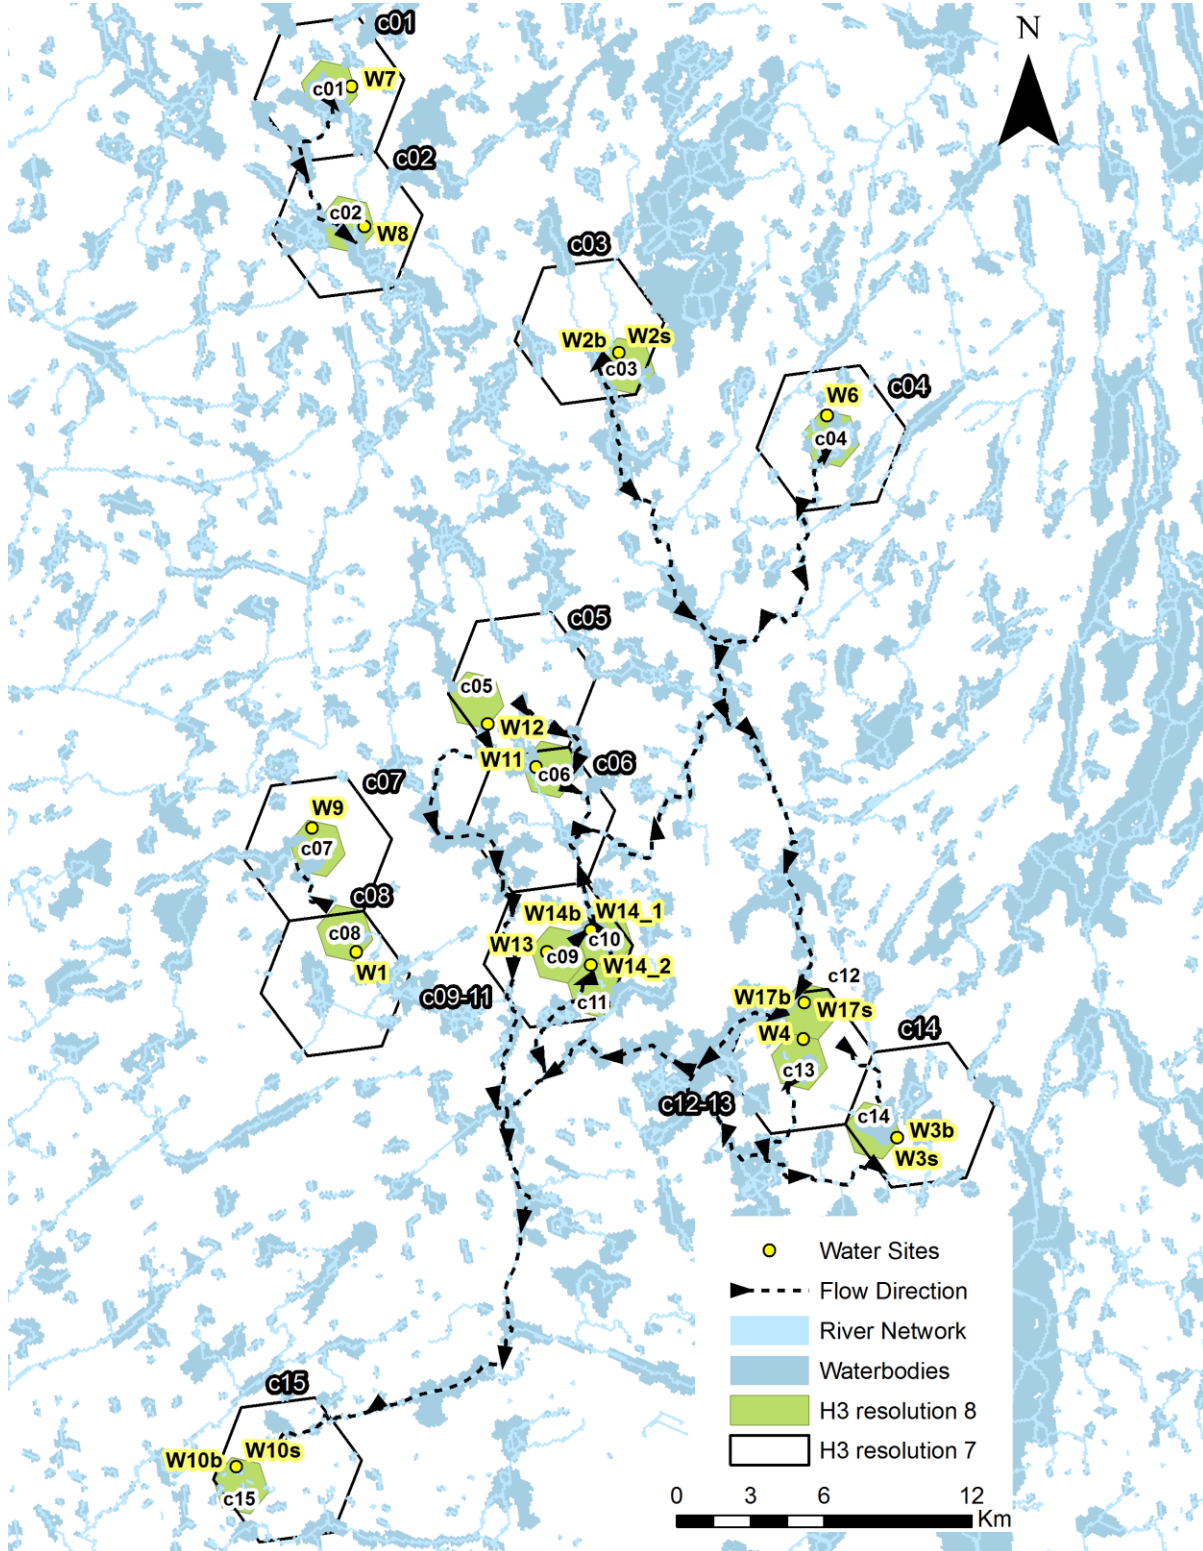 c01
N
W7
c01
c02
c02
W8
c03
W2b
W2s
c03
c04
W6
c04
c05
c05
W12
W11
c06
c06
c07
W9
c07
c08
c08
W1
W14b
W14_1
W13
c10
c09
W14_2
c09-11
c11
c12
W17b
W17s
W4
c14
c13
c12-13
c14
W3b
W3s
Water Sites
Flow Direction
River Network
Waterbodies
H3 resolution 8
H3 resolution 7
c15
W10s
W10b
c15
0 3 6 12
Km